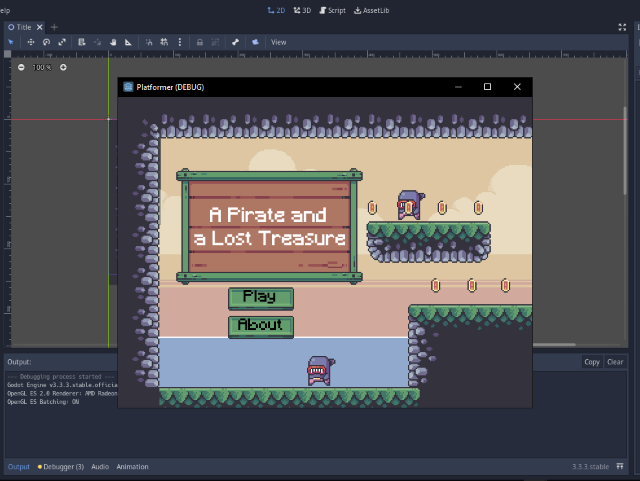 elp
2D 3D Script AssetLib
Title
View
100 %
Platformer (DEBUG)
A Pirate and
a Lost Treasure
Play
About
Output:
Copy Clear
--- Debugging process started ---
Godot Engine v3.3.3.stable.officia
OpenGL ES 2.0 Renderer: AMD Radeon
OpenGL ES Batching: ON
Output Debugger (3) Audio Animation
3.3.3.stable